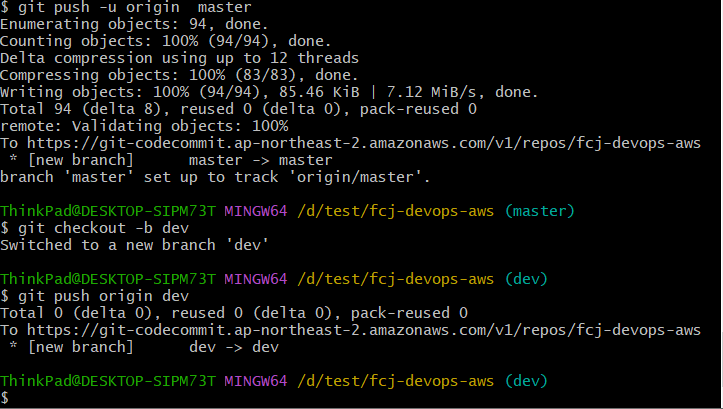 $ git push -u origin  master
Enumerating objects: 94, done.
Counting objects: 100% (94/94), done.
Delta compression using up to 12 threads
Compressing objects: 100% (83/83), done.
Writing objects: 100% (94/94), 85.46 KiB | 7.12 MiB/s, done.
Total 94 (delta 8), reused 0 (delta 0), pack-reused 0
remote: Validating objects: 100%
To https://git-codecommit.ap-northeast-2.amazonaws.com/v1/repos/fcj-devops-aws
 * [new branch]      master -> master
branch 'master' set up to track 'origin/master'.
ThinkPad@DESKTOP-SIPM73T MINGW64 /d/test/fcj-devops-aws (master)
$ git checkout -b dev
Switched to a new branch 'dev'
ThinkPad@DESKTOP-SIPM73T MINGW64 /d/test/fcj-devops-aws (dev)
$ git push origin dev
Total 0 (delta 0), reused 0 (delta 0), pack-reused 0
To https://git-codecommit.ap-northeast-2.amazonaws.com/v1/repos/fcj-devops-aws
 * [new branch]      dev -> dev
ThinkPad@DESKTOP-SIPM73T MINGW64 /d/test/fcj-devops-aws (dev)
$